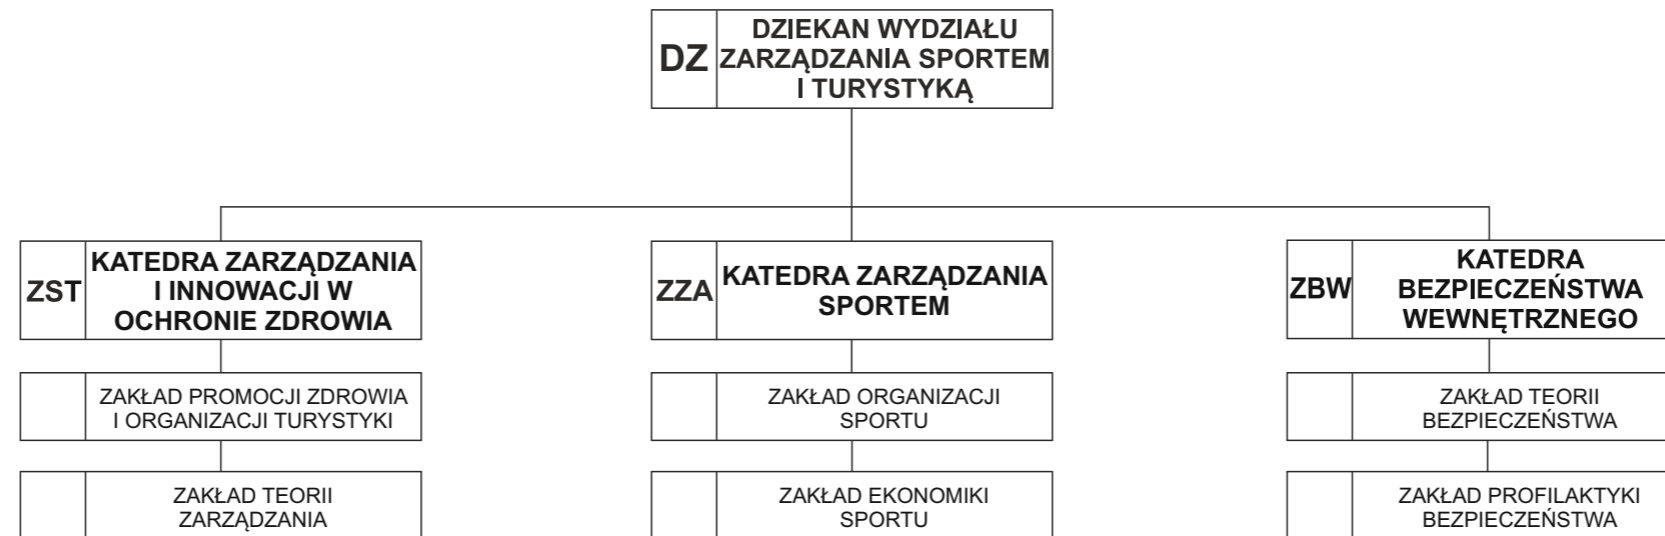 DZ
DZIEKAN WYDZIAŁU
ZARZĄDZANIA SPORTEM
I TURYSTYKĄ
ZST
KATEDRA ZARZĄDZANIA
I INNOWACJI W
OCHRONIE ZDROWIA
ZAKŁAD PROMOCJI ZDROWIA
I ORGANIZACJI TURYSTYKI
ZAKŁAD TEORII
ZARZĄDZANIA
ZZA
KATEDRA ZARZĄDZANIA
SPORTEM
ZAKŁAD ORGANIZACJI
SPORTU
ZAKŁAD EKONOMIKI
SPORTU
ZBW
KATEDRA
BEZPIECZEŃSTWA
WEWNĘTRZNEGO
ZAKŁAD TEORII
BEZPIECZEŃSTWA
ZAKŁAD PROFILAKTYKI
BEZPIECZEŃSTWA